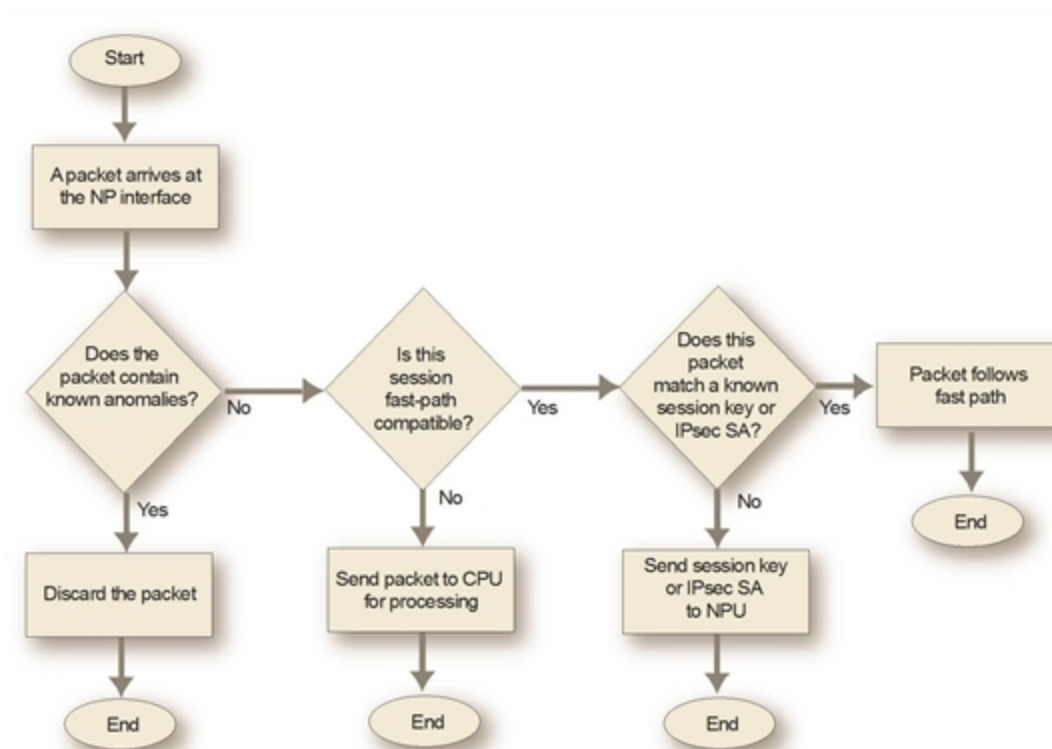 Start
A packet arrives at
the NP interface
Does the
packet contain
known anomalies?
No
Yes
Discard the packet
End
Is this
session
fast-path
compatible?
Yes
No
Send packet to CPU
for processing
End
Does this
packet
match a known
session key or
IPsec SA?
Yes
No
Send session key
or IPsec SA
to NPU
End
Packet follows
fast path
End